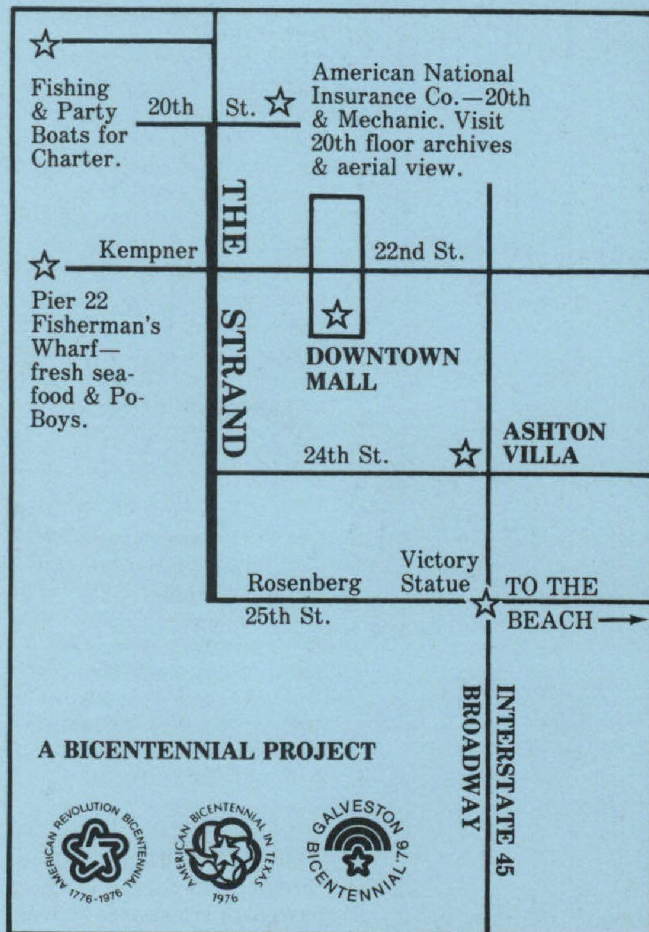 Fishing
& Party
Boats for
Charter.
20th St.
American National
Insurance Co.—20th
& Mechanic. Visit
20th floor archives
& aerial view.
THE STRAND
Kempner
22nd St.
Pier 22
Fisherman's
Wharf—
fresh sea-
food & Po-
Boys.
DOWNTOWN
MALL
24th St.
ASHTON
VILLA
Victory
Statue
Rosenberg
25th St.
TO THE
BEACH
BROADWAY
INTERSTATE 45
A BICENTENNIAL PROJECT
AMERICAN REVOLUTION BICENTENNIAL
1776-1976
AMERICAN BICENTENNIAL IN TEXAS
1976
GALVESTON
BICENTENNIAL '76